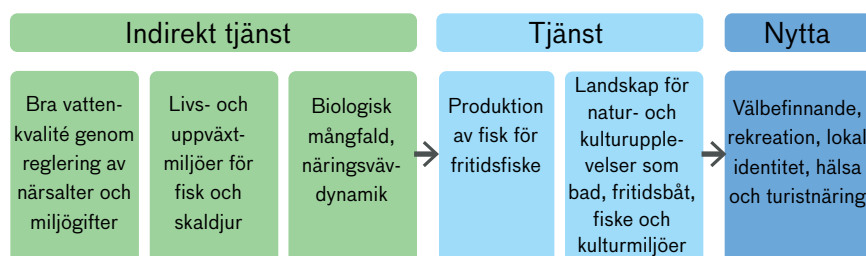 Indirekt tjänst
Tjänst
Nytta
Bra vatten-
kvalité genom
reglering av
närsalter och
miljögifter
Livs- och
uppväxt-
miljöer för
fisk och
skaldjur
Biologisk
mångfald,
näringsväv-
dynamik
Produktion
av fisk för
fritidsfiske
Landskap för
natur- och
kulturupple-
velser som
bad, fritidsbåt,
fiske och
kulturmiljöer
Välbefinnande,
rekreation, lokal
identitet, hälsa
och turistnäring